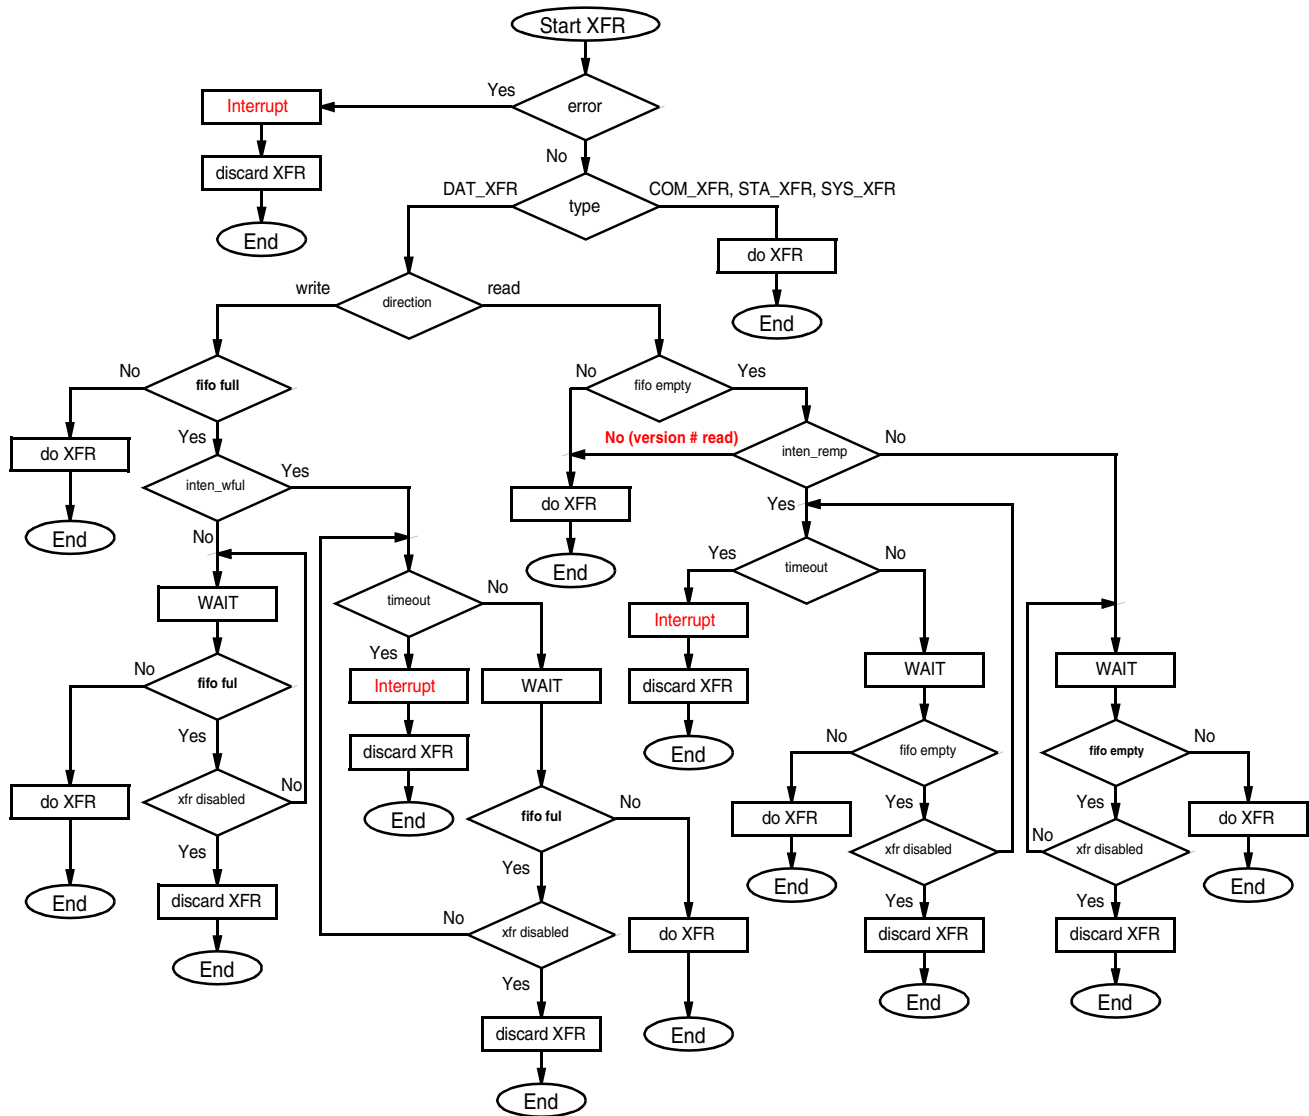 Start XFR
Yes
Interrupt
error
No
discard XFR
DAT_XFR
COM_XFR, STA_XFR, SYS_XFR
type
End
do XFR
write
direction
read
End
No
fifo full
No
fifo empty
Yes
Yes
No (version # read)
No
do XFR
inten_remp
Yes
inten_wful
Yes
do XFR
End
No
Yes
timeout
No
End
WAIT
timeout
No
Interrupt
Yes
WAIT
WAIT
No
fifo ful
Interrupt
WAIT
discard XFR
Yes
discard XFR
End
No
fifo empty
fifo empty
No
do XFR
xfr disabled
No
End
fifo ful
No
do XFR
Yes
Yes
do XFR
Yes
Yes
xfr disabled
No
xfr disabled
End
discard XFR
End
End
No
xfr disabled
do XFR
Yes
discard XFR
Yes
discard XFR
End
Yes
End
End
discard XFR
End
End